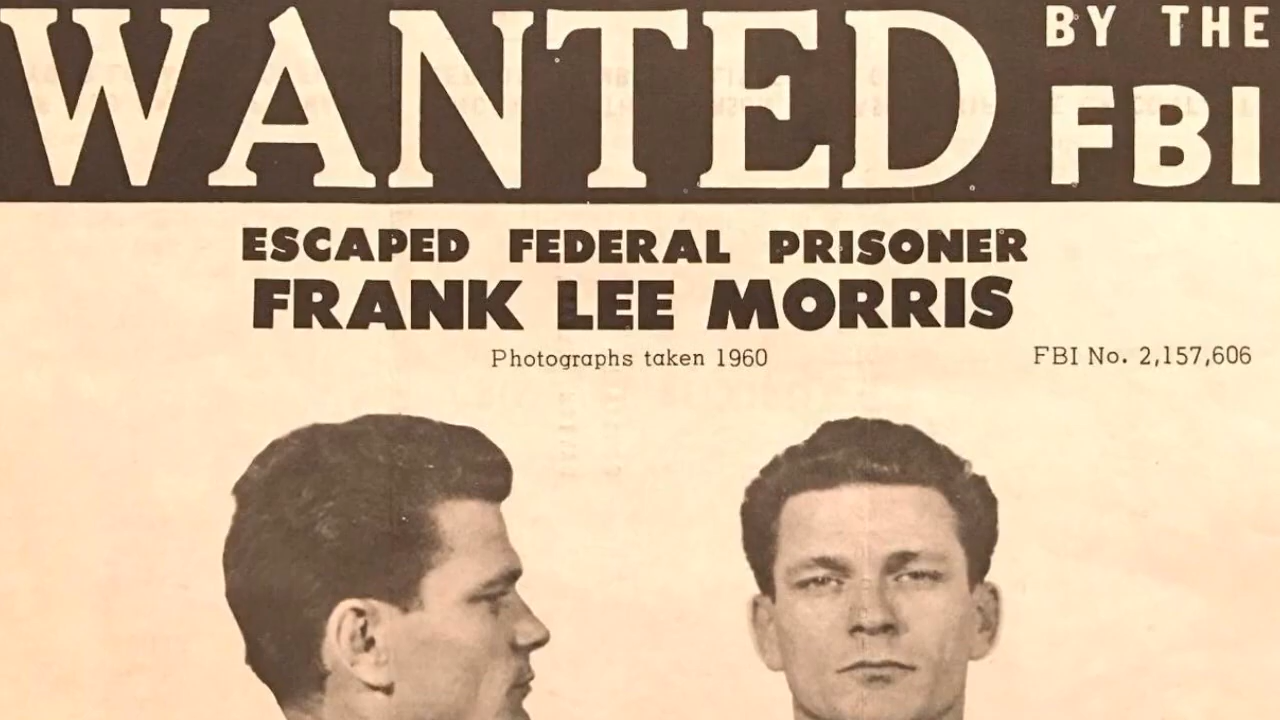 WANTED BY THE FBI
ESCAPED FEDERAL PRISONER
FRANK LEE MORRIS
Photographs taken 1960
FBI No. 2,157,606